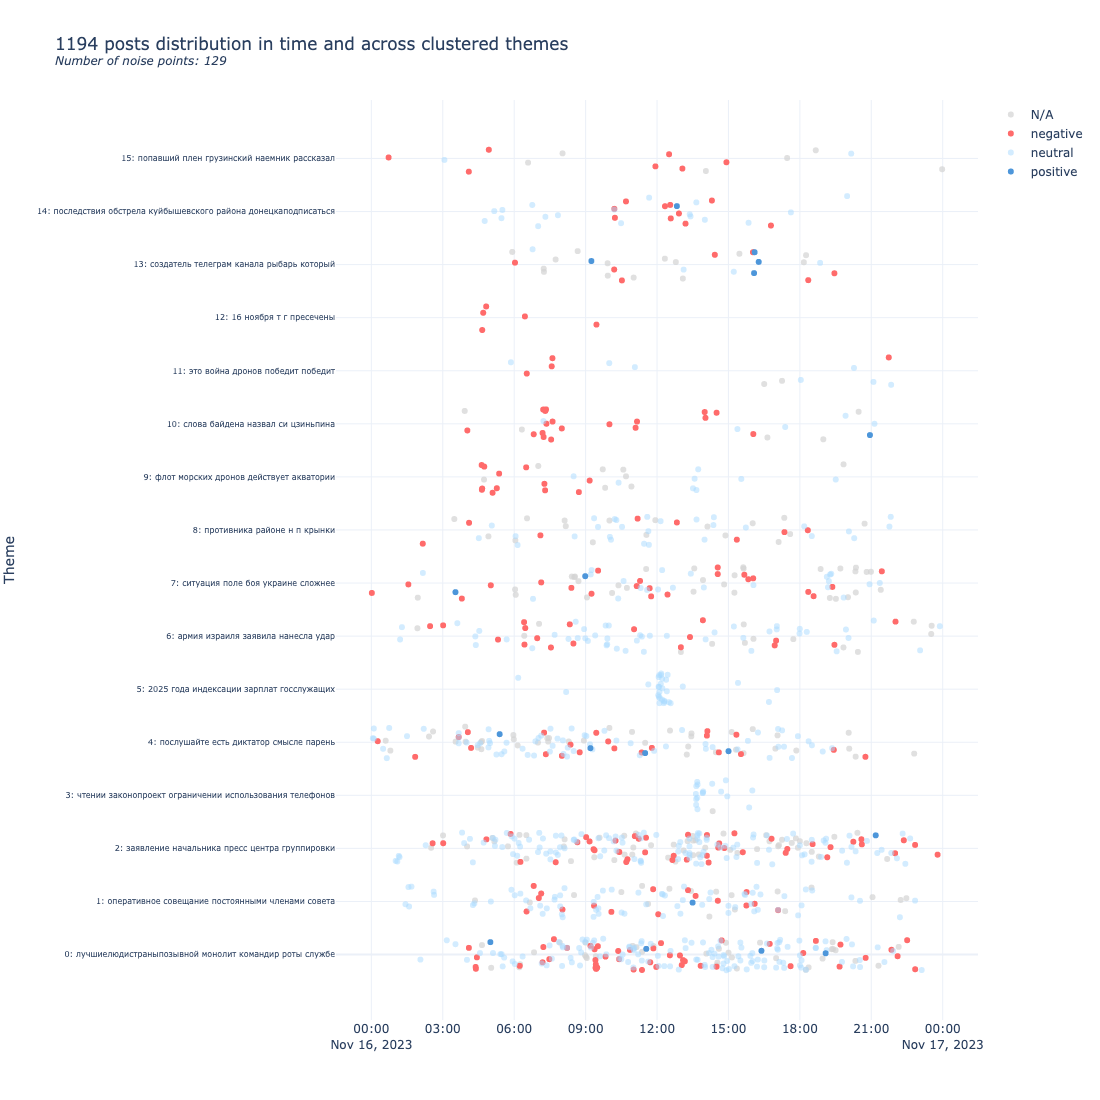 1194 posts distribution in time and across clustered themes
Number of noise points: 129
N/A
negative
neutral
positive
Theme
15: попавший плен грузинский наемник рассказал
14: последствия обстрела куйбышевского района донецкаподписаться
13: создатель телеграм канала рыбарь который
12: 16 ноября т г пресечены
11: это война дронов победит победит
10: слова байдена назвал си цзиньпина
9: флот морских дронов действует акватории
8: противника районе н п крынки
7: ситуация поле боя украине сложнее
6: армия израиля заявила нанесла удар
5: 2025 года индексации зарплат госслужащих
4: послушайте есть диктатор смысле парень
3: чтении законопроект ограничении использования телефонов
2: заявление начальника пресс центра группировки
1: оперативное совещание постоянными членами совета
0: лучшиелюдистраныпозывной монолит командир роты службе
00:00 03:00 06:00 09:00 12:00 15:00 18:00 21:00 00:00
Nov 16, 2023 Nov 17, 2023